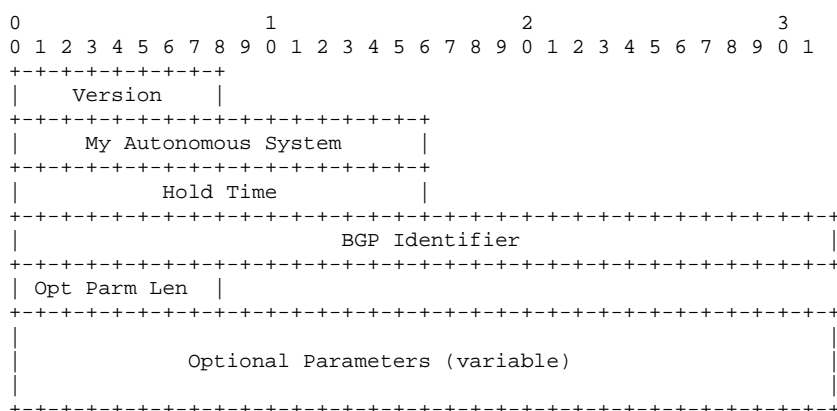 0                   1                   2                   3
0 1 2 3 4 5 6 7 8 9 0 1 2 3 4 5 6 7 8 9 0 1 2 3 4 5 6 7 8 9 0 1
+-+-+-+-+-+-+-+-+
|    Version    |
+-+-+-+-+-+-+-+-+-+-+-+-+-+-+-+-+
|     My Autonomous System      |
+-+-+-+-+-+-+-+-+-+-+-+-+-+-+-+-+
|           Hold Time           |
+-+-+-+-+-+-+-+-+-+-+-+-+-+-+-+-+-+-+-+-+-+-+-+-+-+-+-+-+-+-+-+-+
|                         BGP Identifier                        |
+-+-+-+-+-+-+-+-+-+-+-+-+-+-+-+-+-+-+-+-+-+-+-+-+-+-+-+-+-+-+-+-+
| Opt Parm Len  |
+-+-+-+-+-+-+-+-+-+-+-+-+-+-+-+-+-+-+-+-+-+-+-+-+-+-+-+-+-+-+-+-+
|                                                               |
|             Optional Parameters (variable)                    |
|                                                               |
+-+-+-+-+-+-+-+-+-+-+-+-+-+-+-+-+-+-+-+-+-+-+-+-+-+-+-+-+-+-+-+-+